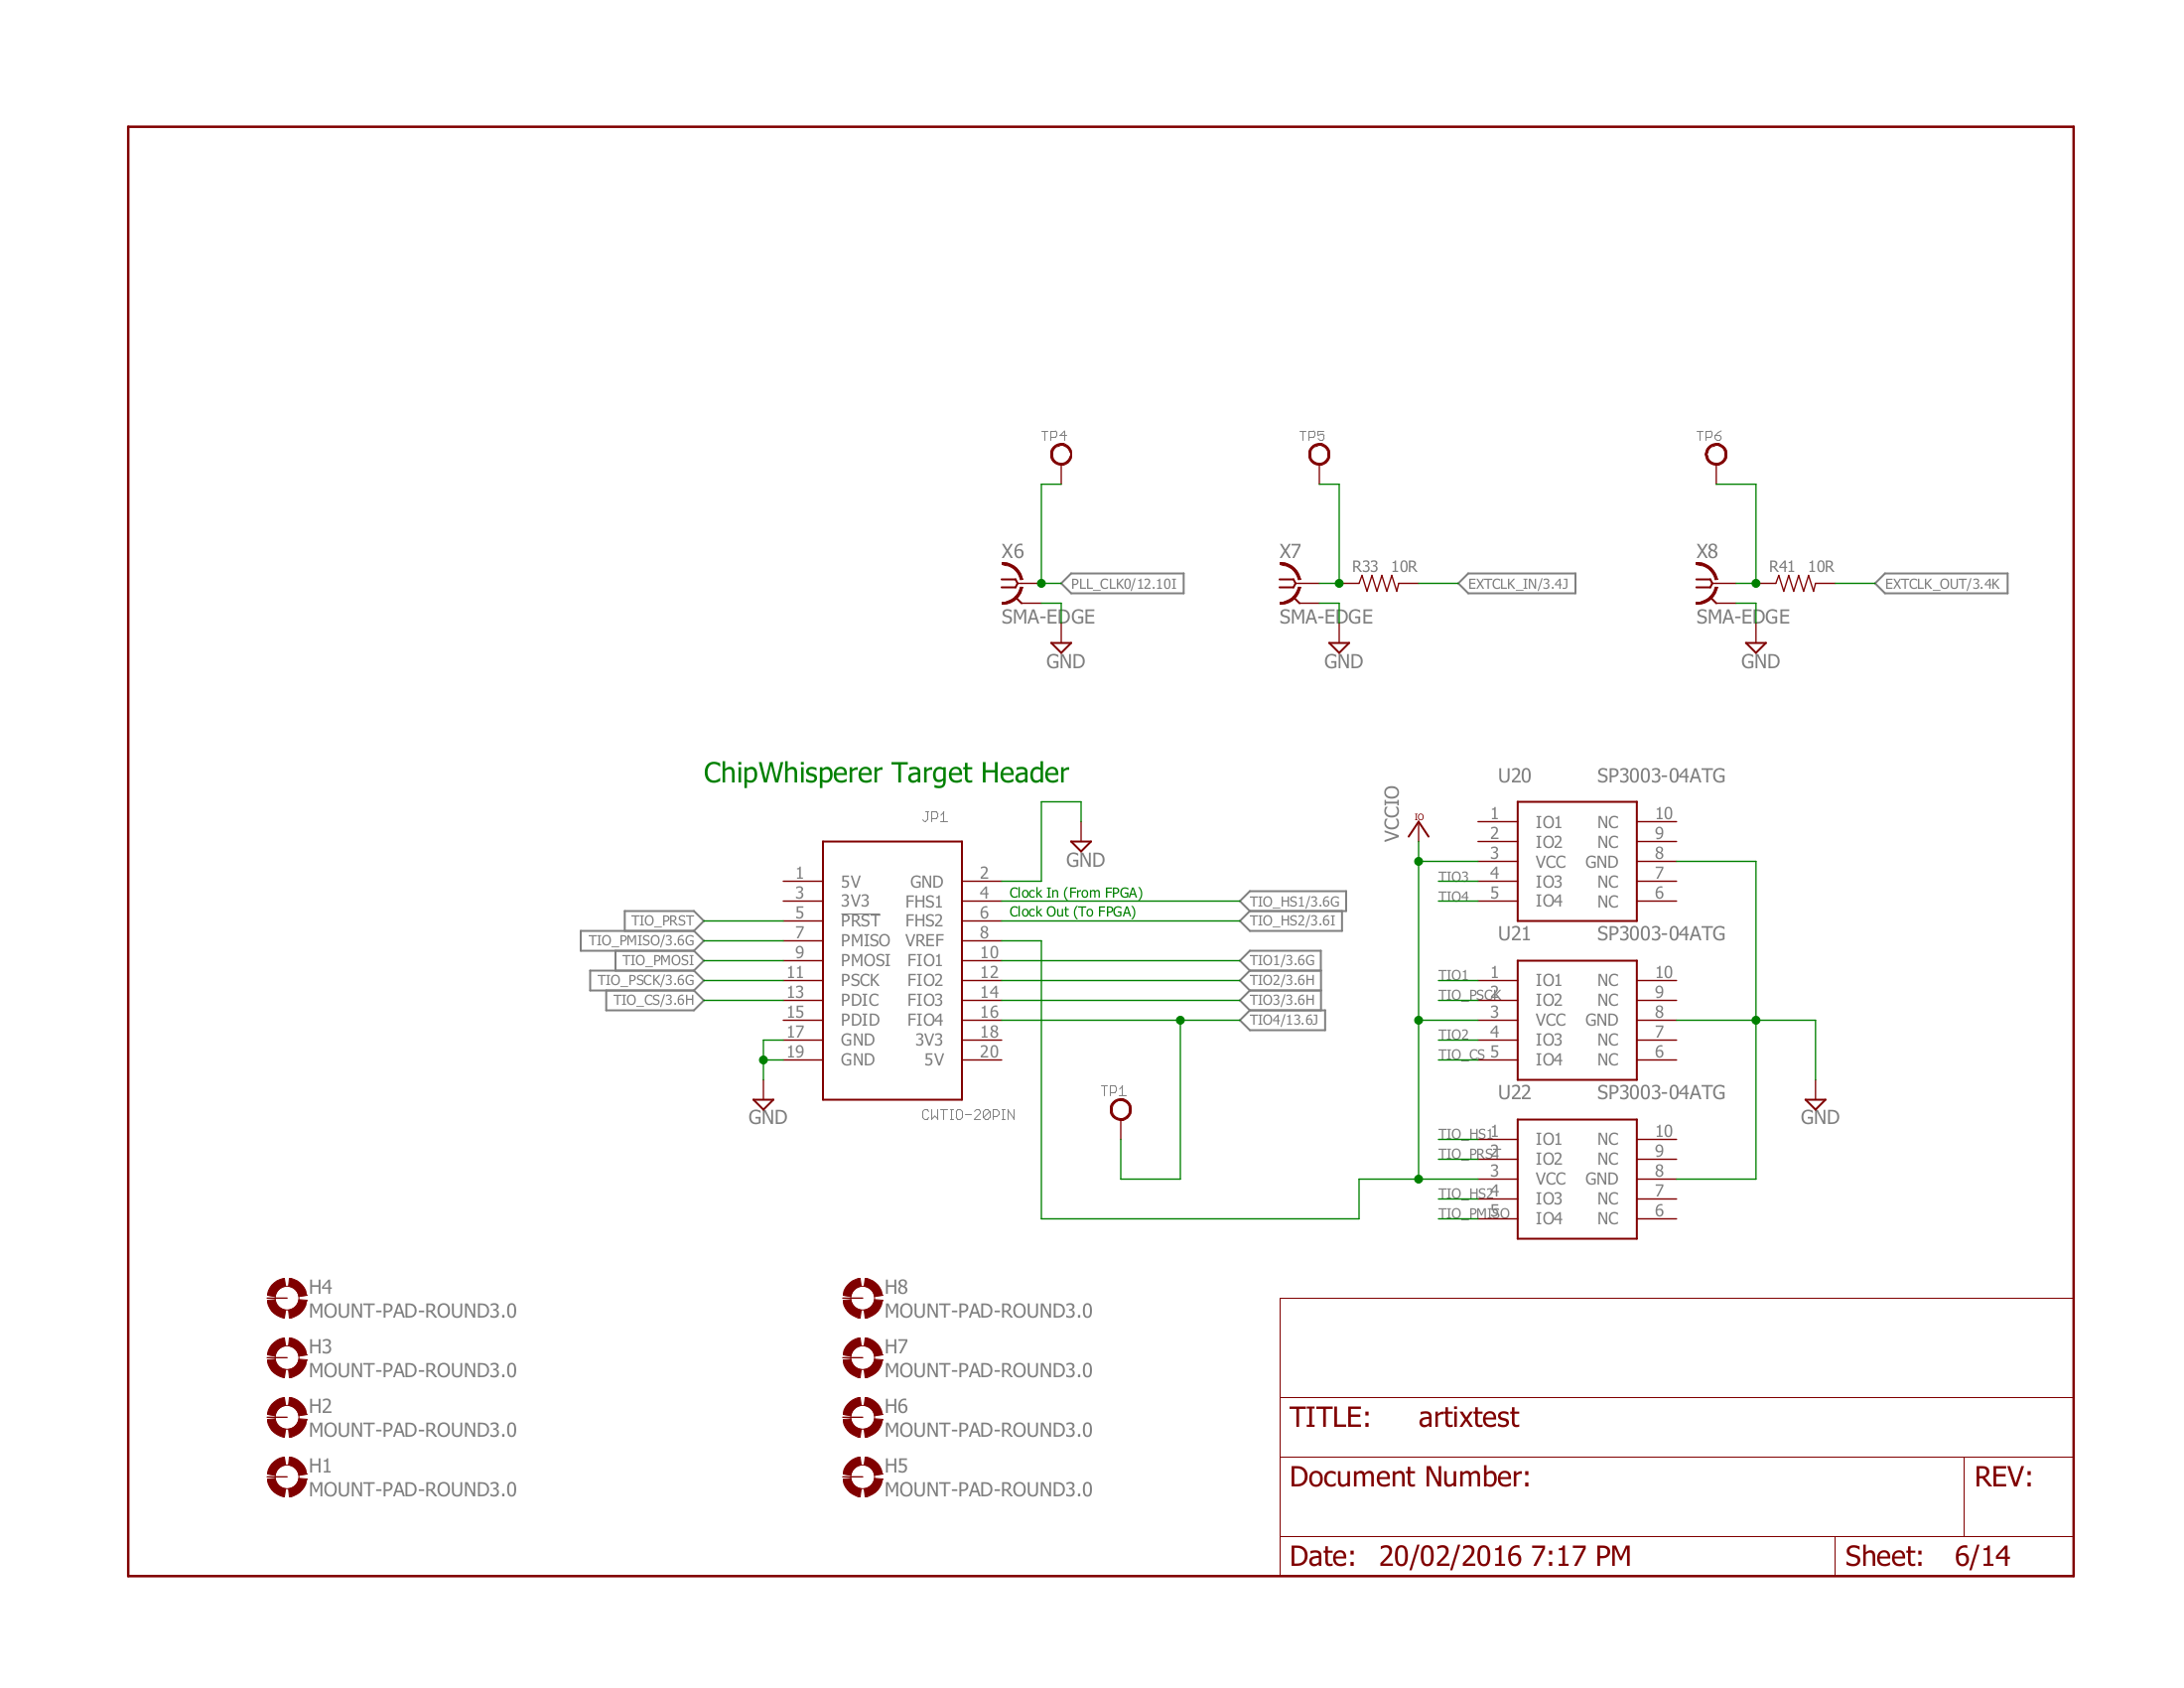 TP4
TP5
TP6
X6
X7
X8
R33 10R
R41 10R
PLL_CLK0/12.10I
EXTCLK_IN/3.4J
EXTCLK_OUT/3.4K
SMA-EDGE
SMA-EDGE
SMA-EDGE
GND
GND
GND
ChipWhisperer Target Header
JP1
GND
1 5V GND 2
3 3V3 FHS1 4 Clock In (From FPGA) TIO_HS1/3.6G
TIO_PRST 5 PRST FHS2 6 Clock Out (To FPGA) TIO_HS2/3.6I
TIO_PMISO/3.6G 7 PMISO VREF 8
TIO_PMOSI 9 PMOSI FIO1 10 TIO1/3.6G
TIO_PSCK/3.6G 11 PSCK FIO2 12 TIO2/3.6H
TIO_CS/3.6H 13 PDIC FIO3 14 TIO3/3.6H
15 PDID FIO4 16 TIO4/13.6J
17 GND 3V3 18
19 GND 5V 20
GND
CWTIO-20PIN
TP1
VCCIO
IO
U20 SP3003-04ATG
1 IO1 NC 10
2 IO2 NC 9
3 VCC GND 8
TIO3 4 IO3 NC 7
TIO4 5 IO4 NC 6
U21 SP3003-04ATG
TIO1 1 IO1 NC 10
TIO_PSCK 2 IO2 NC 9
3 VCC GND 8
TIO2 4 IO3 NC 7
TIO_CS 5 IO4 NC 6
U22 SP3003-04ATG
GND
TIO_HS1 1 IO1 NC 10
TIO_PRST 2 IO2 NC 9
3 VCC GND 8
TIO_HS2 4 IO3 NC 7
TIO_PMISO 5 IO4 NC 6
H4
MOUNT-PAD-ROUND3.0
H3
MOUNT-PAD-ROUND3.0
H2
MOUNT-PAD-ROUND3.0
H1
MOUNT-PAD-ROUND3.0
H8
MOUNT-PAD-ROUND3.0
H7
MOUNT-PAD-ROUND3.0
H6
MOUNT-PAD-ROUND3.0
H5
MOUNT-PAD-ROUND3.0
TITLE: artixtest
Document Number:
REV:
Date: 20/02/2016 7:17 PM
Sheet: 6/14